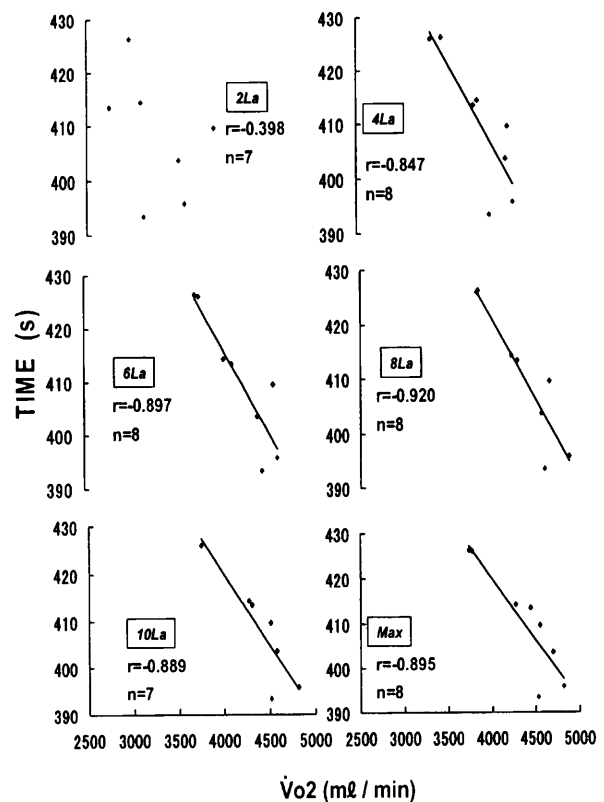 430
420
410
400
390
2La
r=-0.398
n=7
430
420
410
400
390
4La
r=-0.847
n=8
TIME (s)
430
420
410
400
390
6La
r=-0.897
n=8
430
420
410
400
390
8La
r=-0.920
n=8
430
420
410
400
390
10La
r=-0.889
n=7
2500 3000 3500 4000 4500 5000
430
420
410
400
390
Max
r=-0.895
n=8
2500 3000 3500 4000 4500 5000
V̇o2 (mℓ / min)